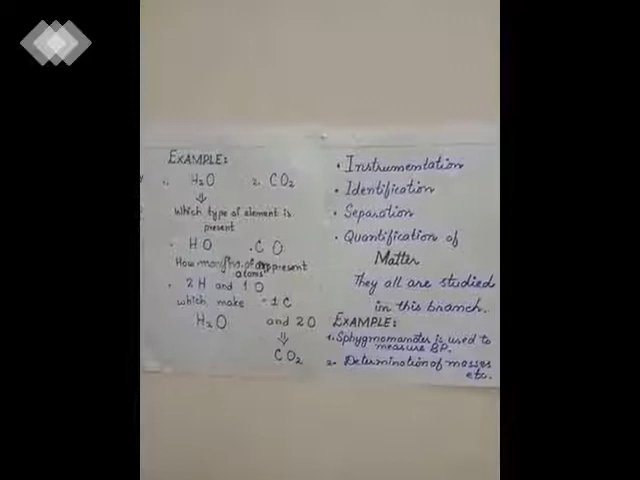 EXAMPLE:
1. H₂O 2. CO₂
⇓
Which type of element is
present
. H O . C O
How many no. of present
atoms
. 2 H and 1 O
which make - 1 C
H₂O and 2 O
⇓
CO₂
• Instrumentation
• Identification
• Separation
• Quantification of
Matter
They all are studied
in this branch.
EXAMPLE:
1. Sphygmomanoter is used to
measure BP.
2. Determination of masses
etc.